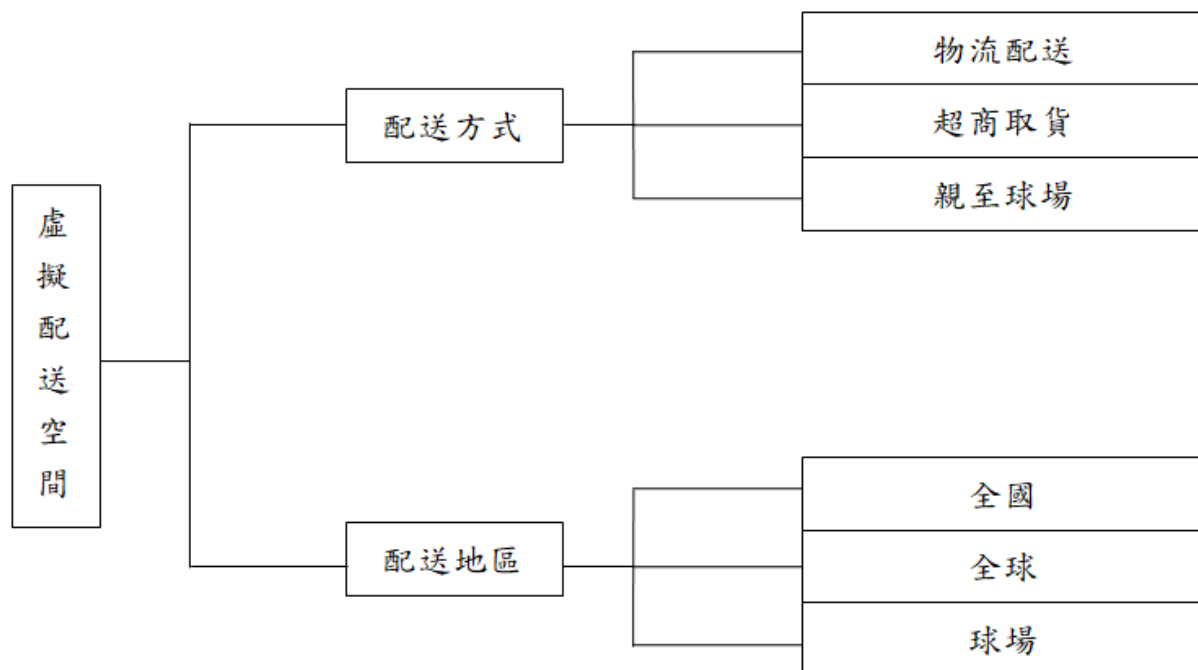 虛擬配送空間
配送方式
物流配送
超商取貨
親至球場
配送地區
全國
全球
球場